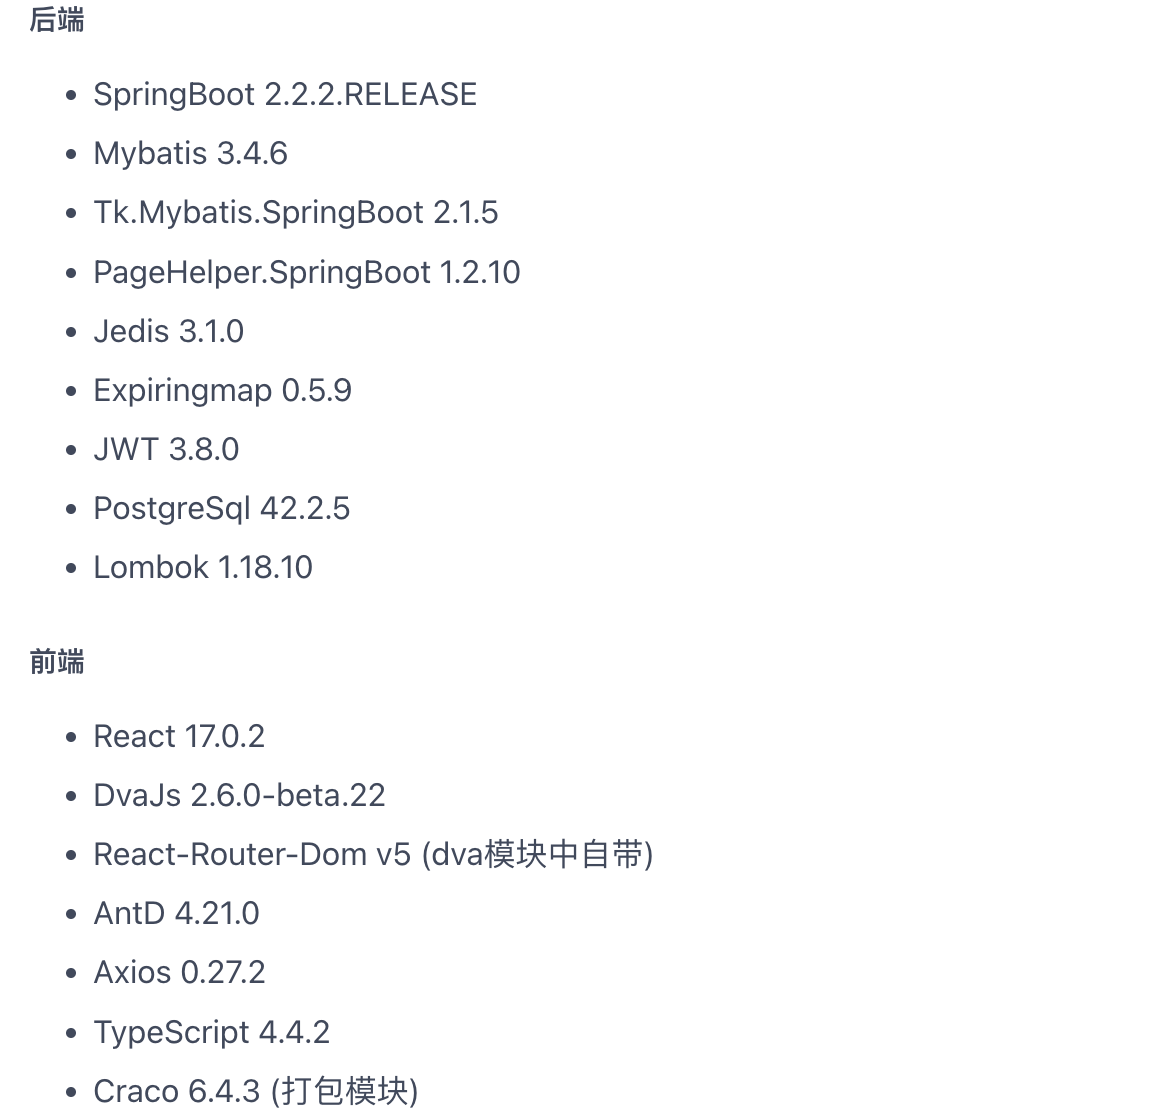 后端
SpringBoot 2.2.2.RELEASE
Mybatis 3.4.6
Tk.Mybatis.SpringBoot 2.1.5
PageHelper.SpringBoot 1.2.10
Jedis 3.1.0
Expiringmap 0.5.9
JWT 3.8.0
PostgreSql 42.2.5
Lombok 1.18.10
前端
React 17.0.2
DvaJs 2.6.0-beta.22
React-Router-Dom v5 (dva模块中自带)
AntD 4.21.0
Axios 0.27.2
TypeScript 4.4.2
Craco 6.4.3 (打包模块)